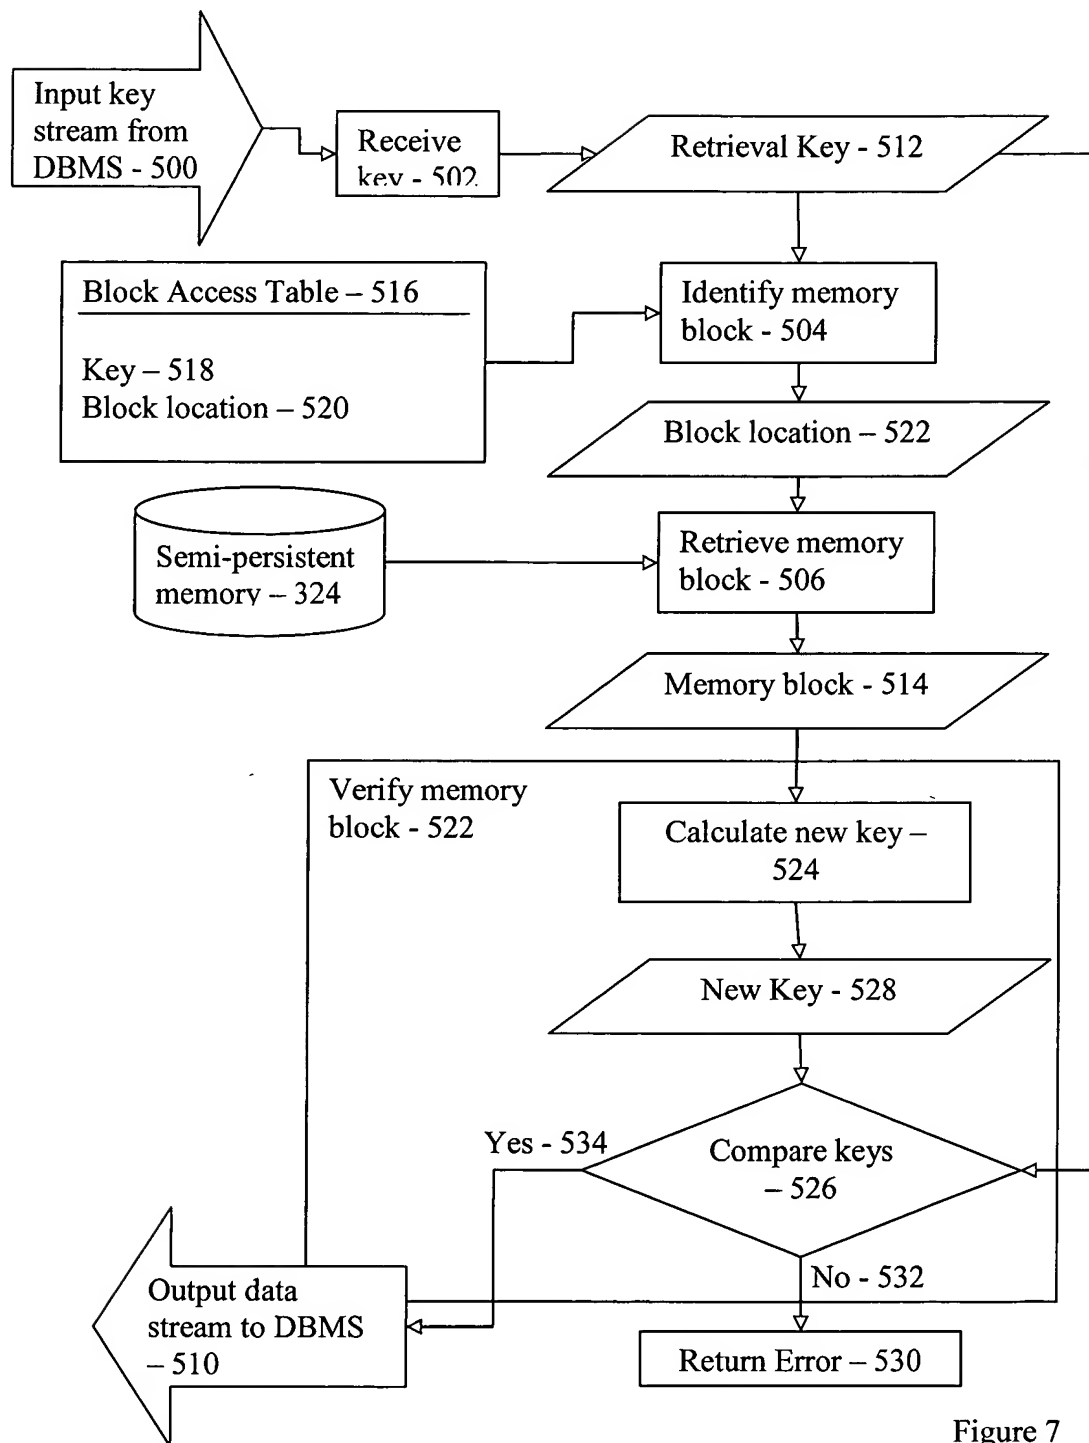 Input key
stream from
DBMS - 500
Receive
key - 502
Retrieval Key - 512
Block Access Table – 516
Key – 518
Block location – 520
Identify memory
block - 504
Block location – 522
Semi-persistent
memory – 324
Retrieve memory
block - 506
Memory block - 514
Verify memory
block - 522
Calculate new key –
524
New Key - 528
Yes - 534
Compare keys
– 526
No - 532
Output data
stream to DBMS
– 510
Return Error – 530
Figure 7